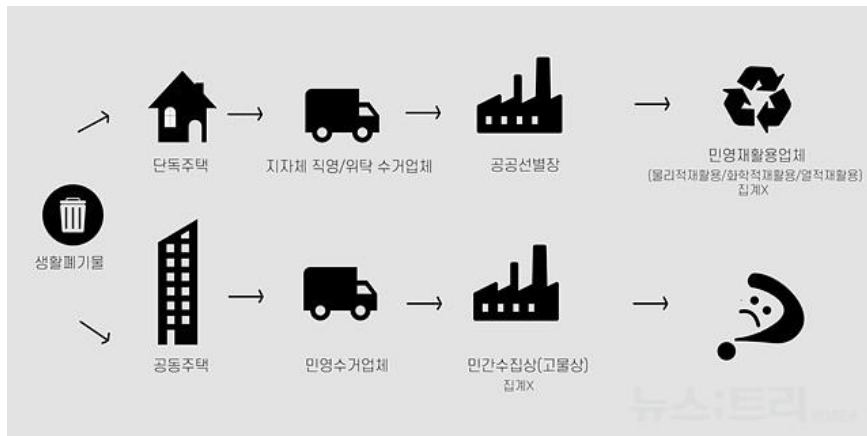 단독주택
지자체 직영/위탁 수거업체
공공선별장
민영재활용업체
(물리적재활용/화학적재활용/열적재활용)
집계X
생활폐기물
공동주택
민영수거업체
민간수집상(고물상)
집계X
뉴스;트리